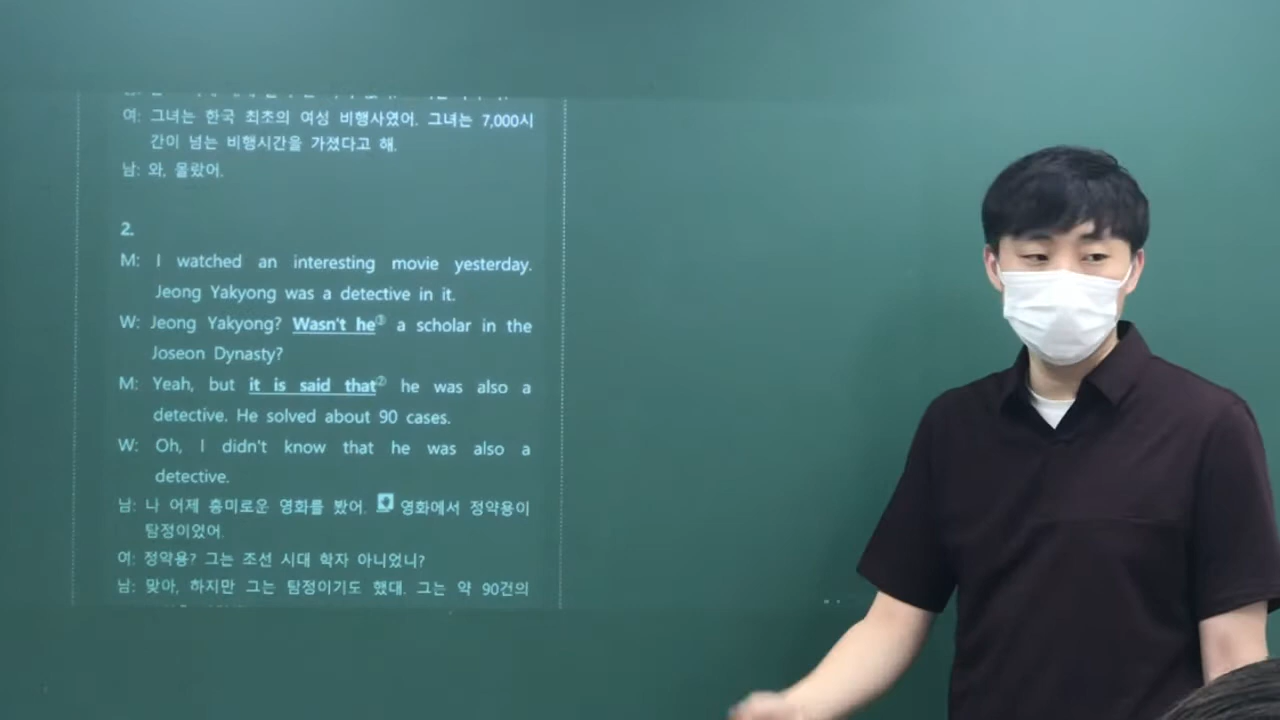 여: 그녀는 한국 최초의 여성 비행사였어. 그녀는 7,000시
간이 넘는 비행시간을 가졌다고 해.
남: 와, 몰랐어.
2.
M: I watched an interesting movie yesterday.
Jeong Yakyong was a detective in it.
W: Jeong Yakyong? Wasn't he③ a scholar in the
Joseon Dynasty?
M: Yeah, but it is said that② he was also a
detective. He solved about 90 cases.
W: Oh, I didn't know that he was also a
detective.
남: 나 어제 흥미로운 영화를 봤어. 영화에서 정약용이
탐정이었어.
여: 정약용? 그는 조선 시대 학자 아니었니?
남: 맞아, 하지만 그는 탐정이기도 했대. 그는 약 90건의